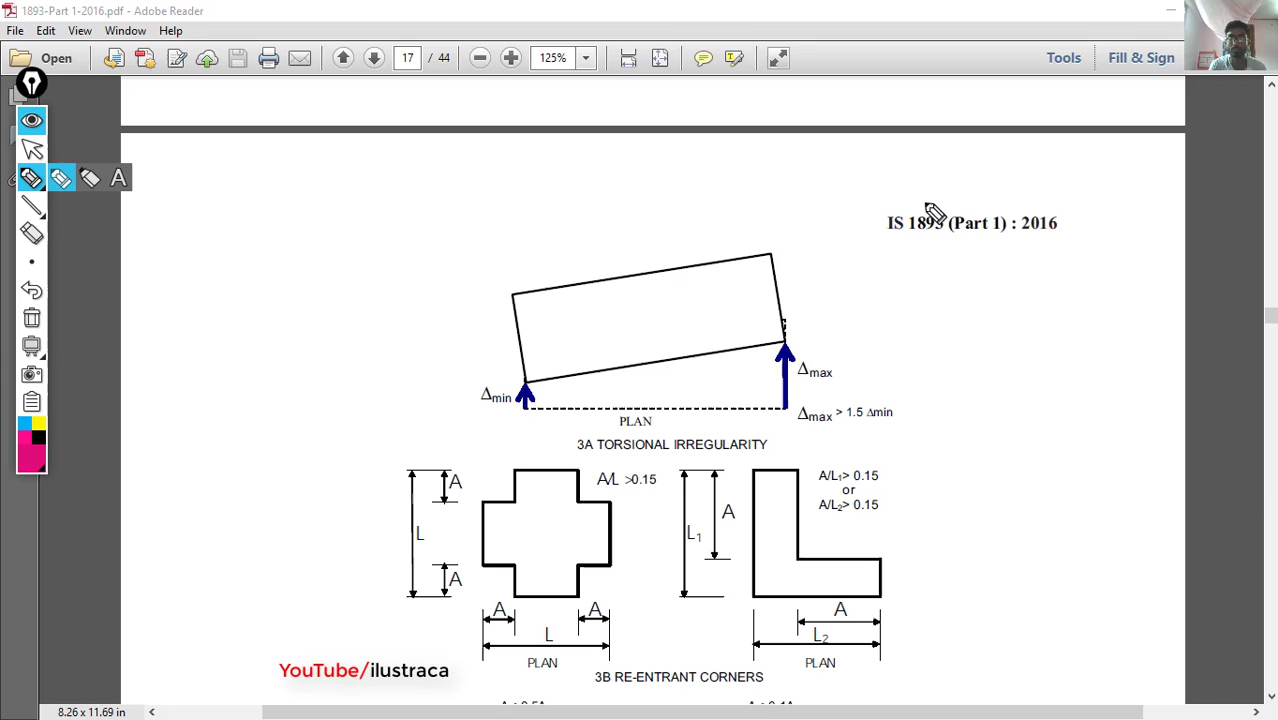 1893-Part 1-2016.pdf - Adobe Reader
File Edit View Window Help
Open 17 / 44 125% Tools Fill & Sign
A
IS 1893 (Part 1) : 2016
Δmin
Δmax
Δmax > 1.5 Δmin
PLAN
3A TORSIONAL IRREGULARITY
A
L
A
A A
L
PLAN
A/L >0.15
L1
A
A/L1> 0.15
or
A/L2> 0.15
A
L2
PLAN
3B RE-ENTRANT CORNERS
YouTube/ilustraca
8.26 x 11.69 in